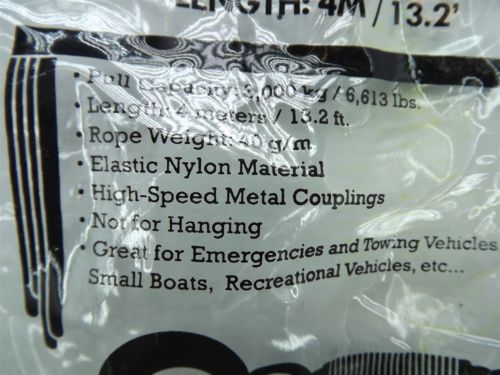 LENGTH: 4M / 13.2'
• Pull Capacity: 3,000 kg / 6,613 lbs.
• Length: 4 meters / 13.2 ft.
• Rope Weight: 40 g/m
• Elastic Nylon Material
• High-Speed Metal Couplings
• Not for Hanging
• Great for Emergencies and Towing Vehicles
Small Boats, Recreational Vehicles, etc...